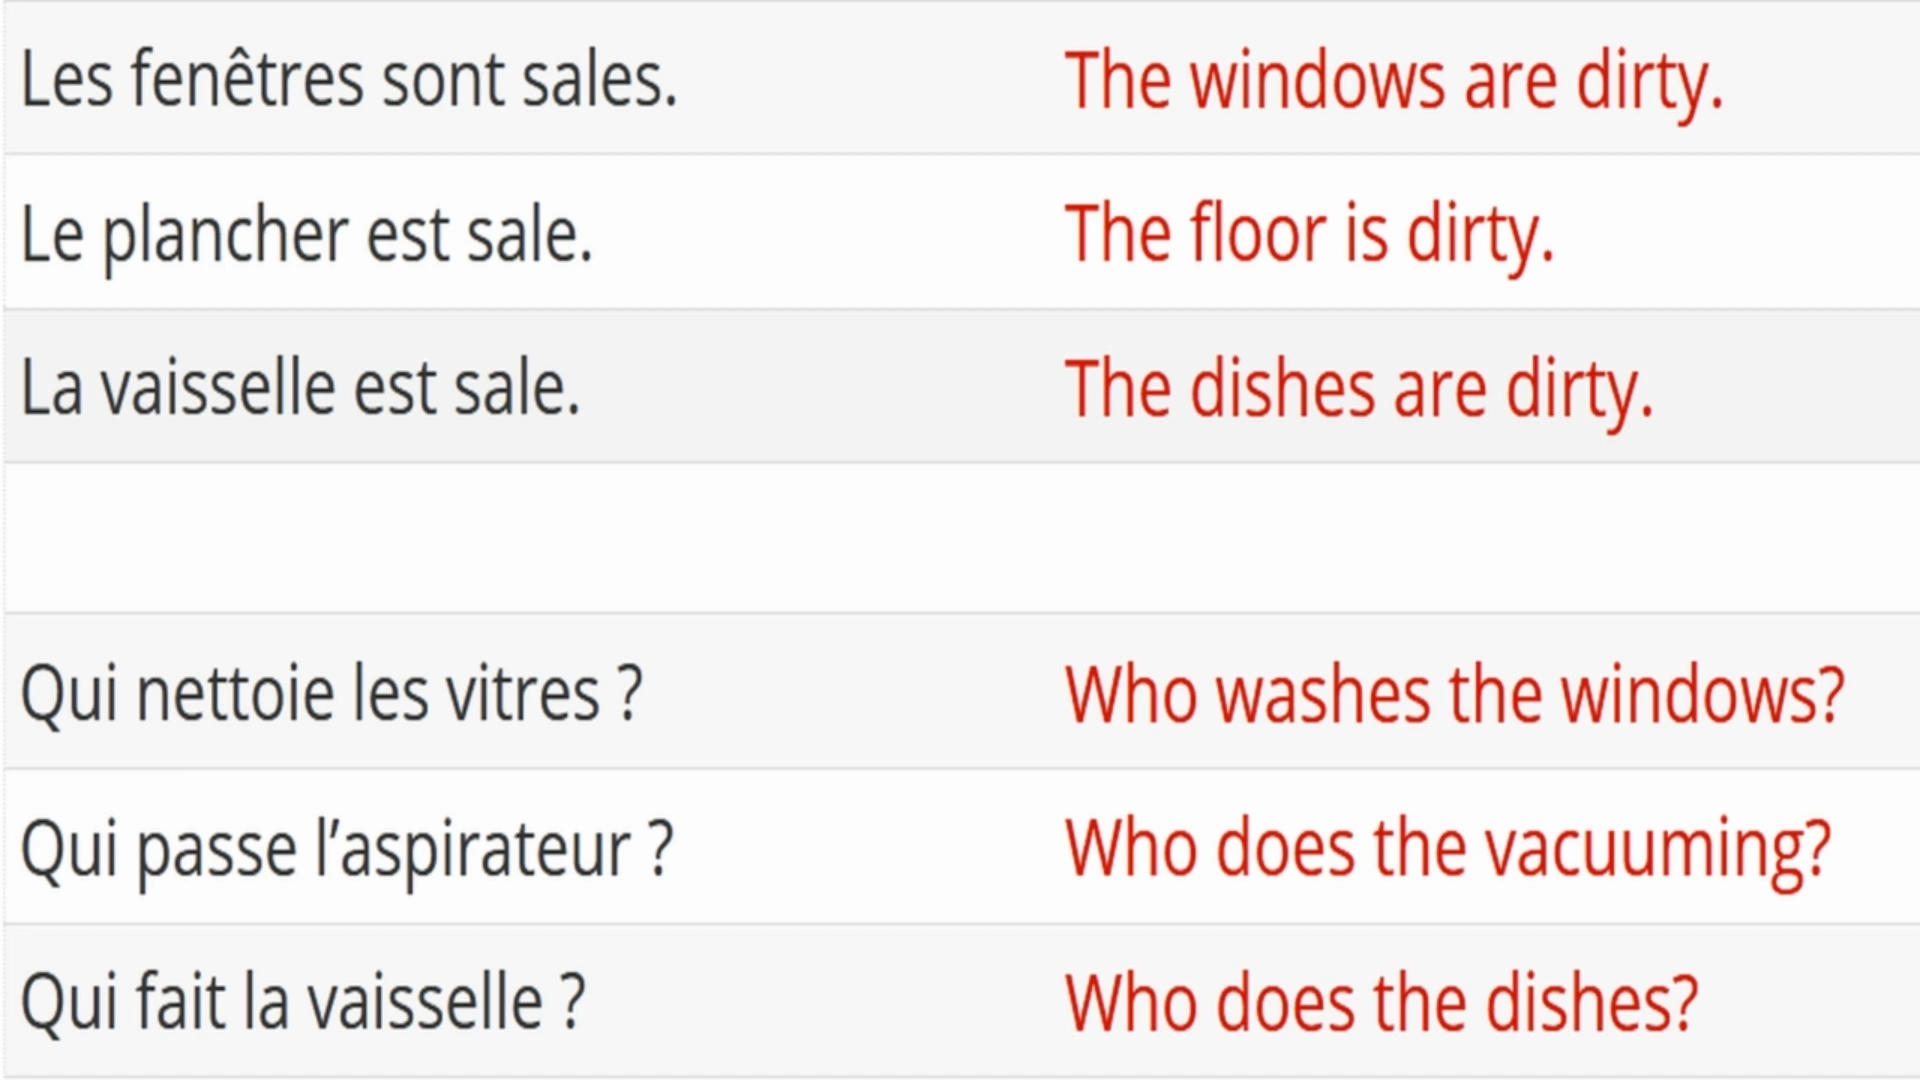 Les fenêtres sont sales. The windows are dirty.
Le plancher est sale. The floor is dirty.
La vaisselle est sale. The dishes are dirty.
Qui nettoie les vitres ? Who washes the windows?
Qui passe l’aspirateur ? Who does the vacuuming?
Qui fait la vaisselle ? Who does the dishes?